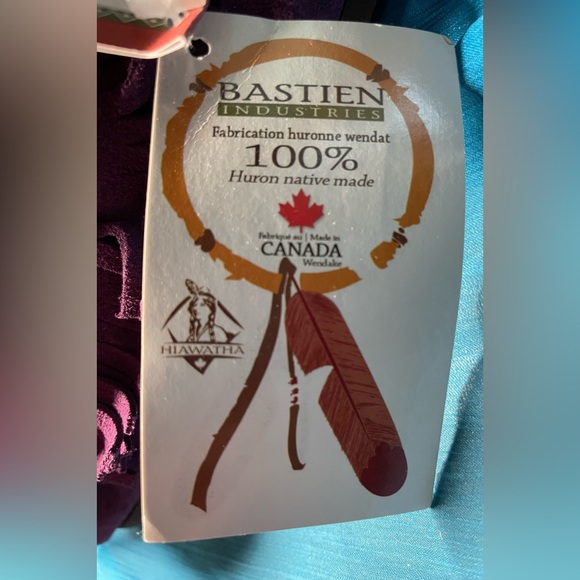 BASTIEN
INDUSTRIES
Fabrication huronne wendat
100%
Huron native made
Fabriqué au | Made in
CANADA
Wendake
HIAWATHA